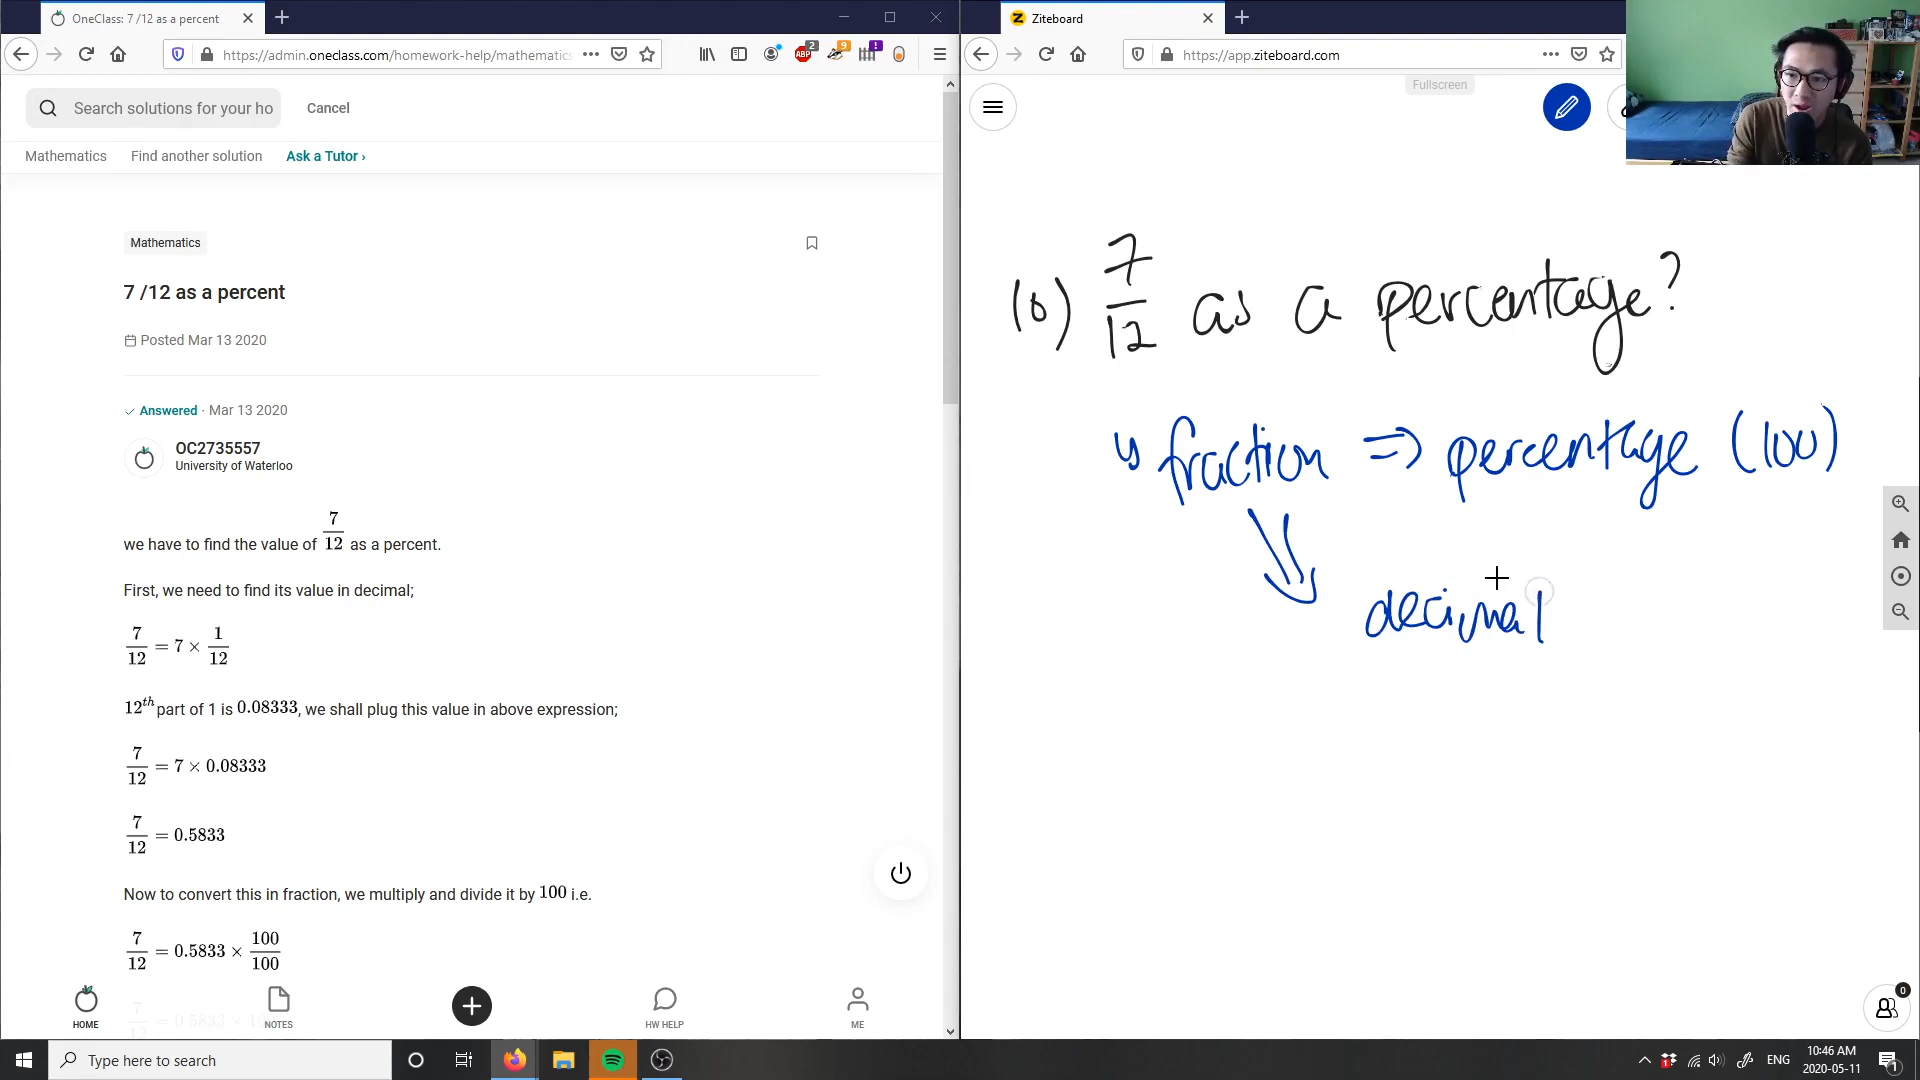 OneClass: 7 /12 as a percent
https://admin.oneclass.com/homework-help/mathematics
2
9
!
Search solutions for your ho
Cancel
Mathematics
Find another solution
Ask a Tutor ›
Mathematics
7 /12 as a percent
Posted Mar 13 2020
Answered · Mar 13 2020
OC2735557
University of Waterloo
we have to find the value of 7/12 as a percent.
First, we need to find its value in decimal;
7/12 = 7 × 1/12
12th part of 1 is 0.08333, we shall plug this value in above expression;
7/12 = 7 × 0.08333
7/12 = 0.5833
Now to convert this in fraction, we multiply and divide it by 100 i.e.
7/12 = 0.5833 × 100/100
HOME
NOTES
HW HELP
ME
Ziteboard
https://app.ziteboard.com
Fullscreen
(0) 7/12 as a percentage?
↳ fraction => percentage (100)
decimal
0
Type here to search
ENG
10:46 AM
2020-05-11
1